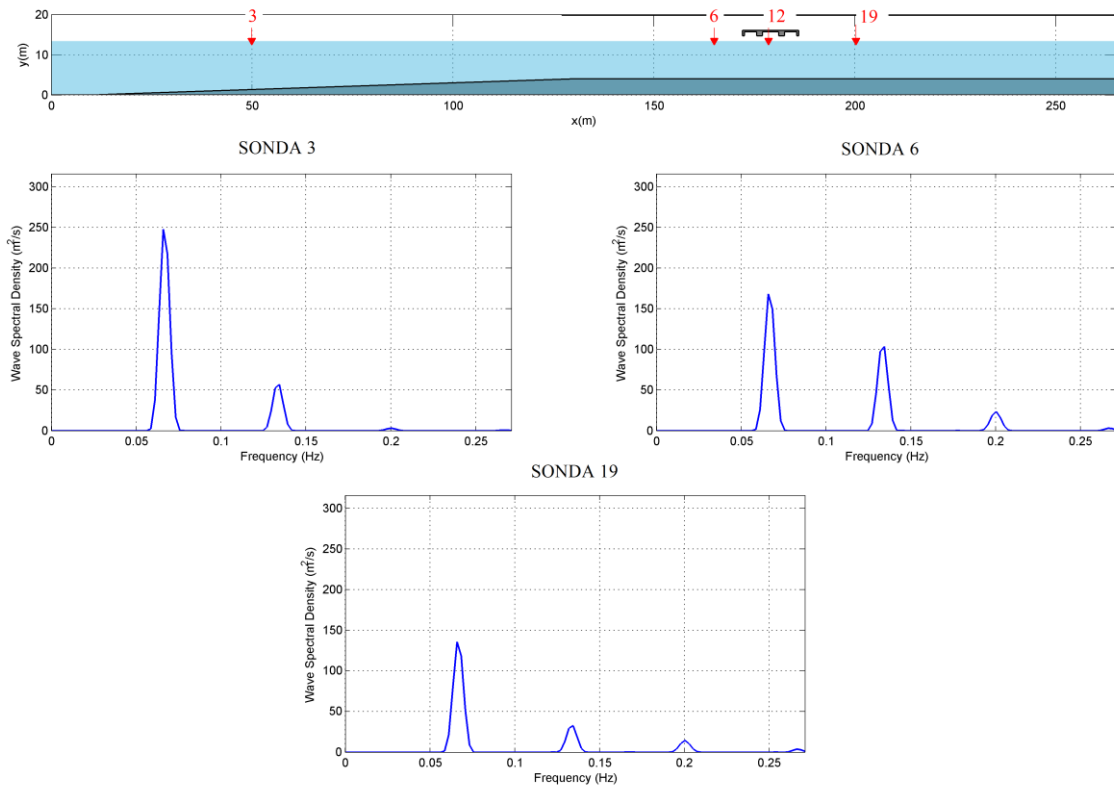 3 6 12 19
20
10
0
y(m)
0 50 100 150 200 250
x(m)
SONDA 3
300
250
200
150
100
50
0
Wave Spectral Density (m²/s)
0 0.05 0.1 0.15 0.2 0.25
Frequency (Hz)
SONDA 6
300
250
200
150
100
50
0
Wave Spectral Density (m²/s)
0 0.05 0.1 0.15 0.2 0.25
Frequency (Hz)
SONDA 19
300
250
200
150
100
50
0
Wave Spectral Density (m²/s)
0 0.05 0.1 0.15 0.2 0.25
Frequency (Hz)